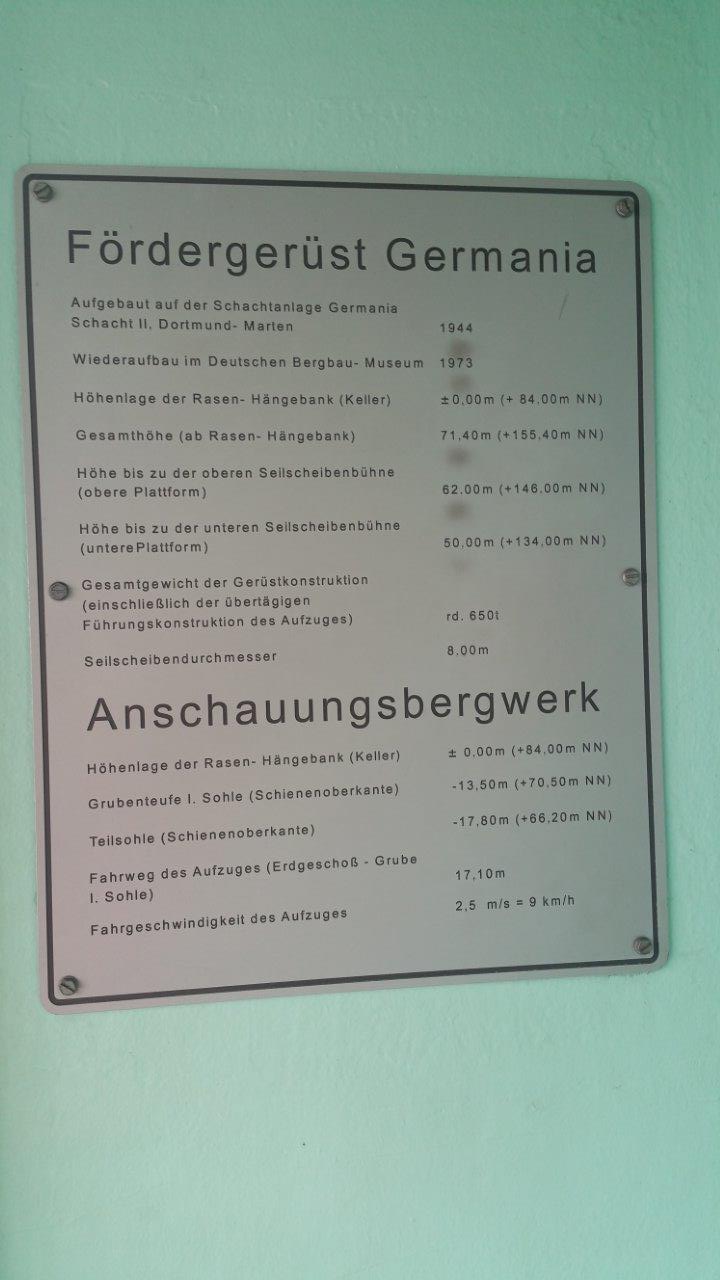 Fördergerüst Germania
Aufgebaut auf der Schachtanlage Germania
Schacht II, Dortmund- Marten 1944
Wiederaufbau im Deutschen Bergbau- Museum 1973
Höhenlage der Rasen- Hängebank (Keller) ±0,00m (+ 84,00m NN)
Gesamthöhe (ab Rasen- Hängebank) 71,40m (+155,40m NN)
Höhe bis zu der oberen Seilscheibenbühne
(obere Plattform) 62,00m (+146,00m NN)
Höhe bis zu der unteren Seilscheibenbühne
(untere Plattform) 50,00m (+134,00m NN)
Gesamtgewicht der Gerüstkonstruktion
(einschließlich der übertägigen
Führungskonstruktion des Aufzuges) rd. 650t
Seilscheibendurchmesser 8,00m
Anschauungsbergwerk
Höhenlage der Rasen- Hängebank (Keller) ± 0,00m (+84,00m NN)
Grubenteufe I. Sohle (Schienenoberkante) -13,50m (+70,50m NN)
Teilsohle (Schienenoberkante) -17,80m (+66,20m NN)
Fahrweg des Aufzuges (Erdgeschoß - Grube
I. Sohle) 17,10m
Fahrgeschwindigkeit des Aufzuges 2,5 m/s = 9 km/h